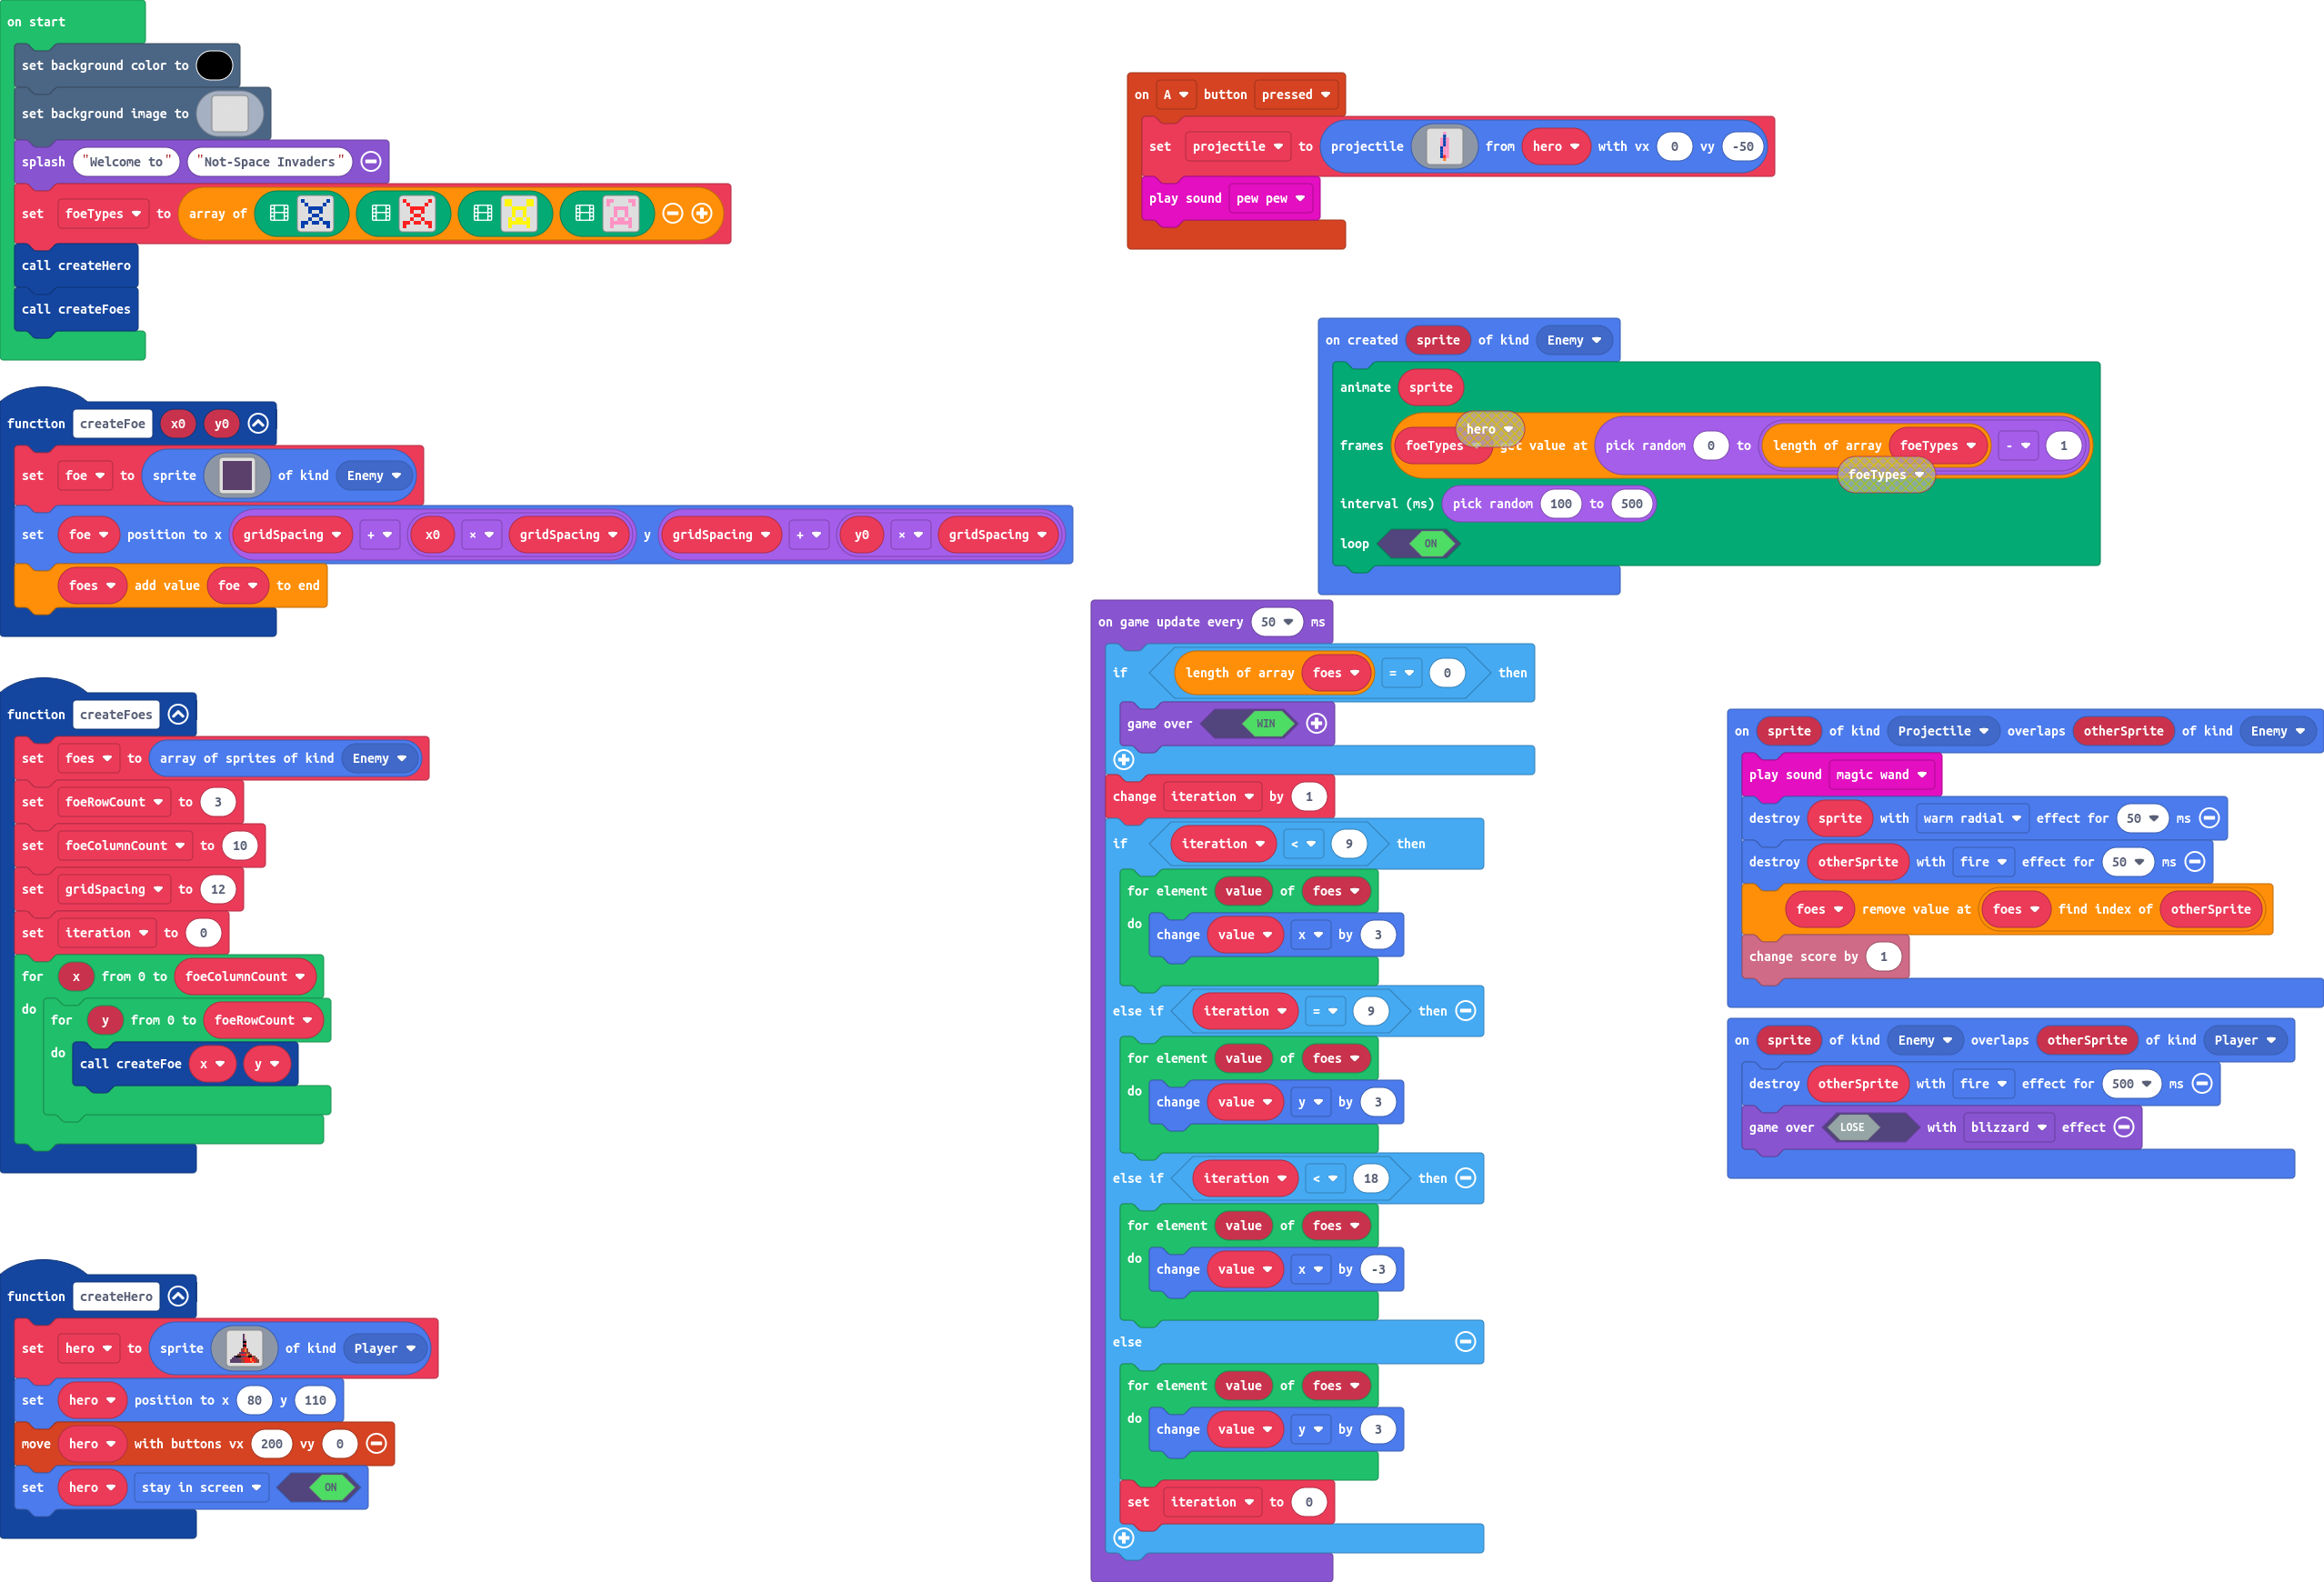 on start
set background color to
set background image to
splash "Welcome to" "Not-Space Invaders"
set foeTypes to array of
call createHero
call createFoes
function createFoe x0 y0
set foe to sprite of kind Enemy
set foe position to x gridSpacing + x0 × gridSpacing y gridSpacing + y0 × gridSpacing
foes add value foe to end
function createFoes
set foes to array of sprites of kind Enemy
set foeRowCount to 3
set foeColumnCount to 10
set gridSpacing to 12
set iteration to 0
for x from 0 to foeColumnCount
do for y from 0 to foeRowCount
do call createFoe x y
function createHero
set hero to sprite of kind Player
set hero position to x 80 y 110
move hero with buttons vx 200 vy 0
set hero stay in screen ON
on A button pressed
set projectile to projectile from hero with vx 0 vy -50
play sound pew pew
on created sprite of kind Enemy
animate sprite
hero
frames foeTypes get value at pick random 0 to length of array foeTypes - 1
foeTypes
interval (ms) pick random 100 to 500
loop ON
on game update every 50 ms
if length of array foes = 0 then
game over WIN
change iteration by 1
if iteration < 9 then
for element value of foes
do change value x by 3
else if iteration = 9 then
for element value of foes
do change value y by 3
else if iteration < 18 then
for element value of foes
do change value x by -3
else
for element value of foes
do change value y by 3
set iteration to 0
on sprite of kind Projectile overlaps otherSprite of kind Enemy
play sound magic wand
destroy sprite with warm radial effect for 50 ms
destroy otherSprite with fire effect for 50 ms
foes remove value at foes find index of otherSprite
change score by 1
on sprite of kind Enemy overlaps otherSprite of kind Player
destroy otherSprite with fire effect for 500 ms
game over LOSE with blizzard effect